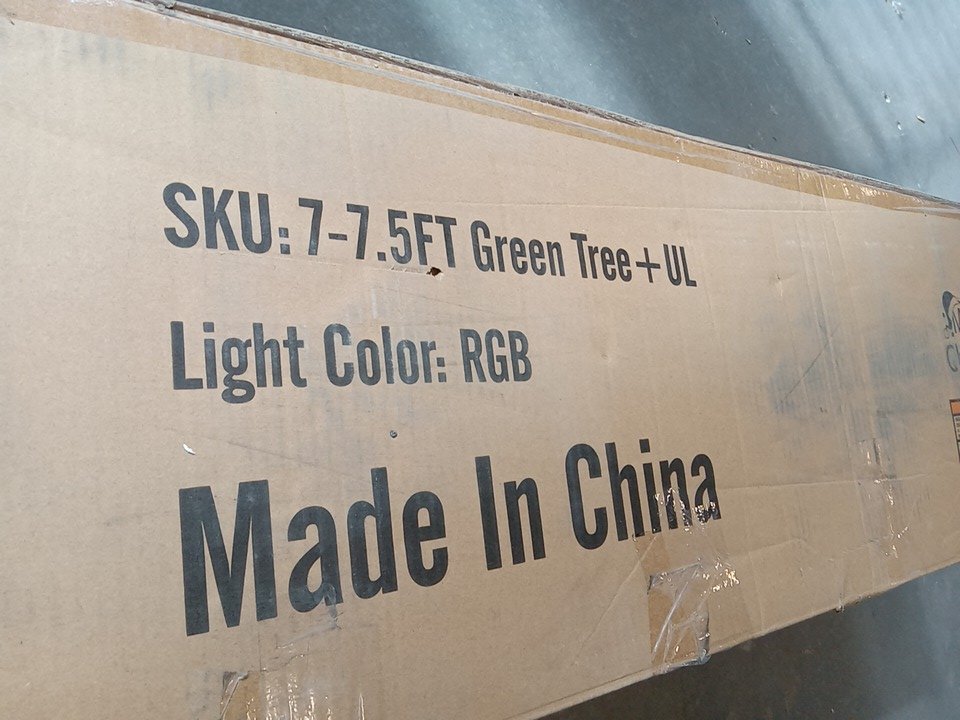 SKU: 7-7.5FT Green Tree+UL
Light Color: RGB
Made In China